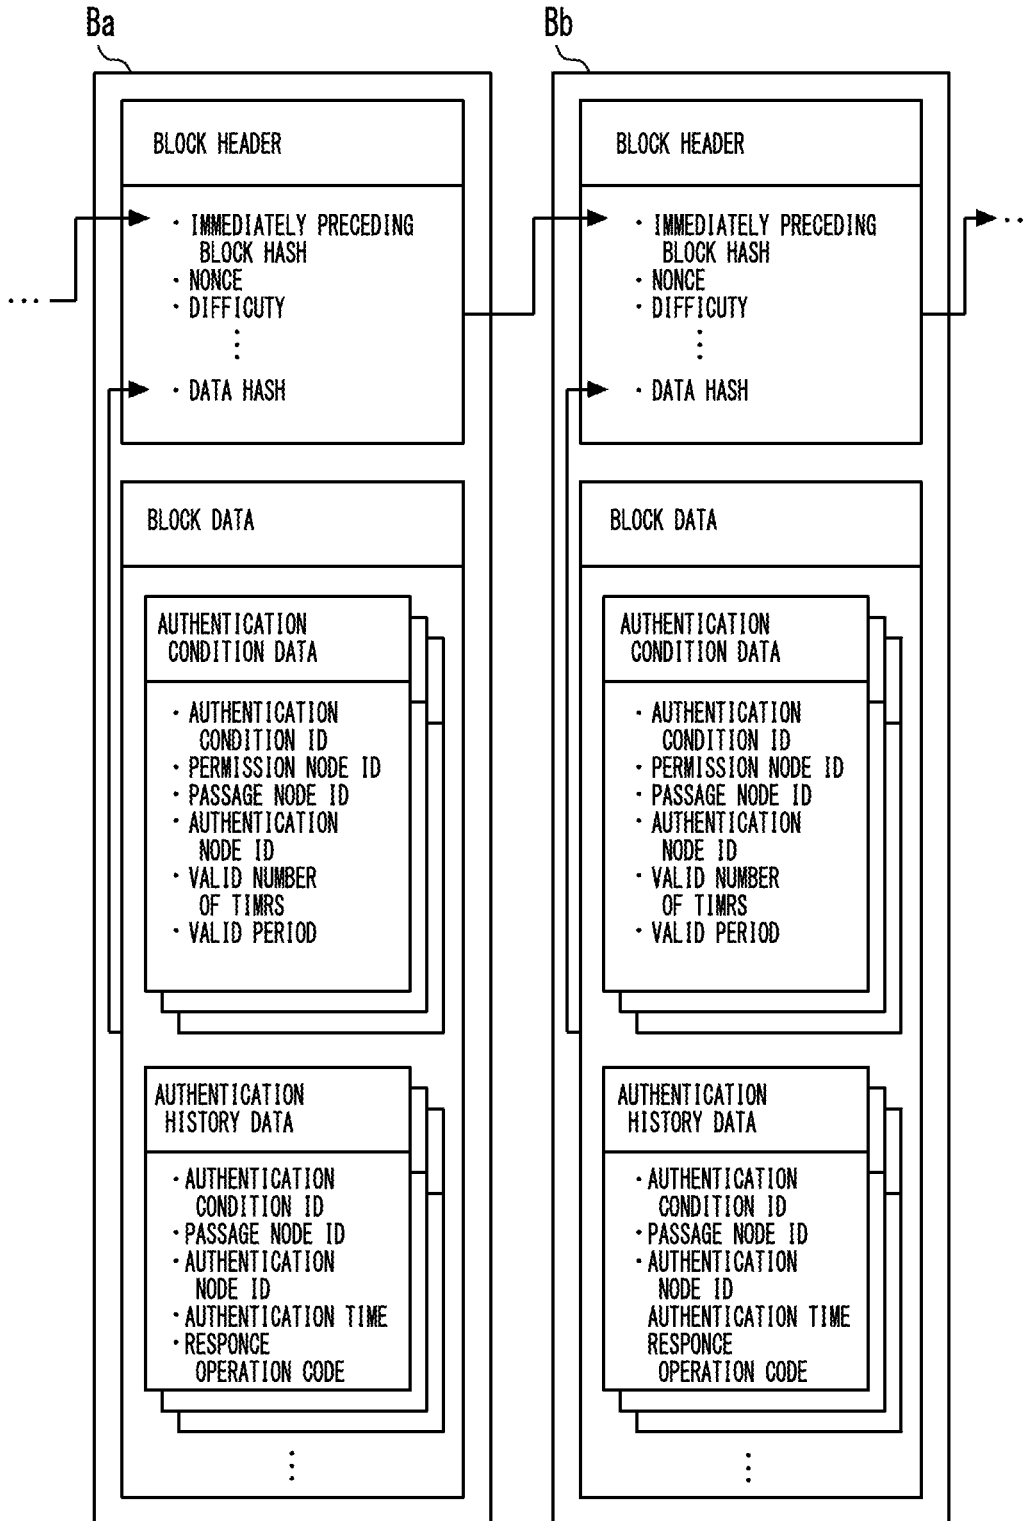 Ba
BLOCK HEADER
· IMMEDIATELY PRECEDING
BLOCK HASH
· NONCE
· DIFFICUTY
⋮
· DATA HASH
...
BLOCK DATA
AUTHENTICATION
CONDITION DATA
· AUTHENTICATION
CONDITION ID
· PERMISSION NODE ID
· PASSAGE NODE ID
· AUTHENTICATION
NODE ID
· VALID NUMBER
OF TIMRS
· VALID PERIOD
AUTHENTICATION
HISTORY DATA
· AUTHENTICATION
CONDITION ID
· PASSAGE NODE ID
· AUTHENTICATION
NODE ID
· AUTHENTICATION TIME
· RESPONCE
OPERATION CODE
⋮
Bb
BLOCK HEADER
· IMMEDIATELY PRECEDING
BLOCK HASH
· NONCE
· DIFFICUTY
⋮
· DATA HASH
..
BLOCK DATA
AUTHENTICATION
CONDITION DATA
· AUTHENTICATION
CONDITION ID
· PERMISSION NODE ID
· PASSAGE NODE ID
· AUTHENTICATION
NODE ID
· VALID NUMBER
OF TIMRS
· VALID PERIOD
AUTHENTICATION
HISTORY DATA
· AUTHENTICATION
CONDITION ID
· PASSAGE NODE ID
· AUTHENTICATION
NODE ID
AUTHENTICATION TIME
RESPONCE
OPERATION CODE
⋮